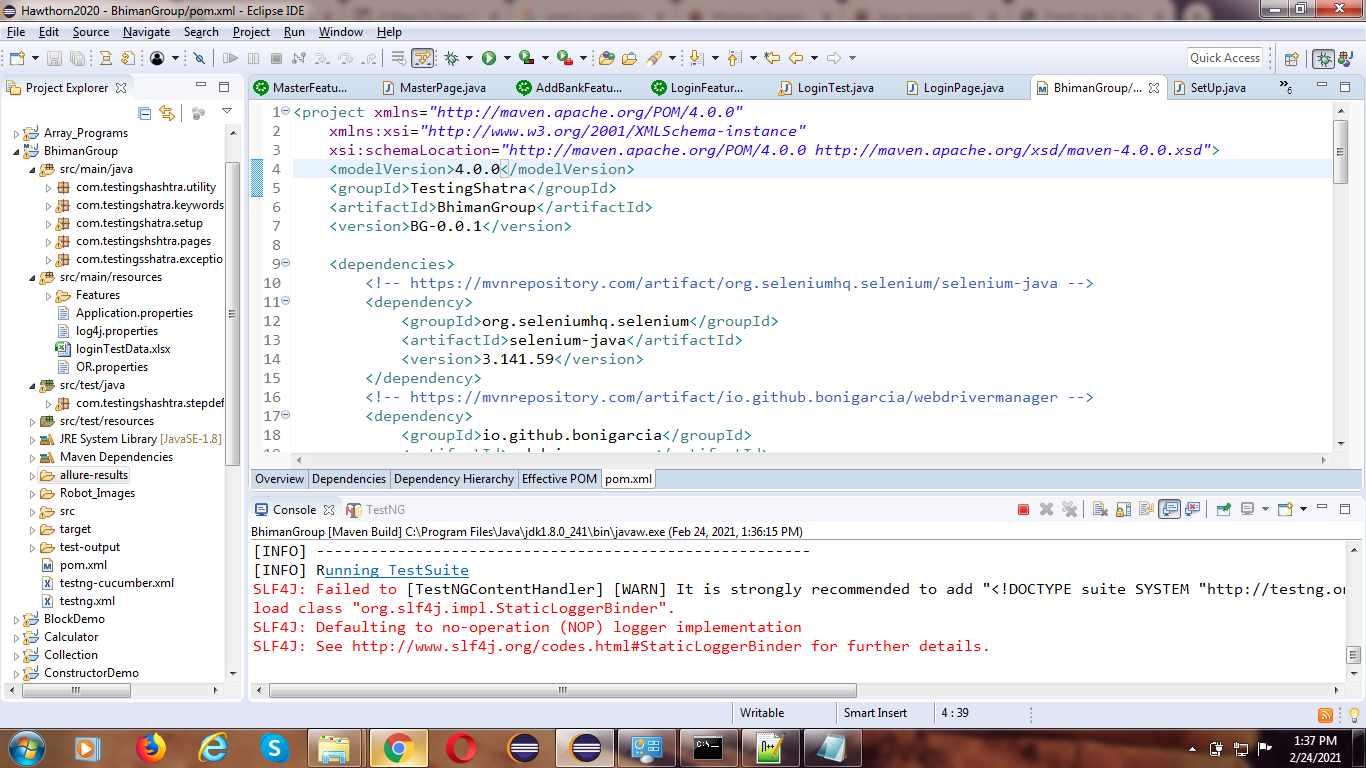 Hawthorn2020 - BhimanGroup/pom.xml - Eclipse IDE
File Edit Source Navigate Search Project Run Window Help
Quick Access
Project Explorer
Array_Programs
BhimanGroup
src/main/java
com.testingshashtra.utility
com.testingshatra.keywords
com.testingshatra.setup
com.testingshshtra.pages
com.testingsshatra.exceptio
src/main/resources
Features
Application.properties
log4j.properties
loginTestData.xlsx
OR.properties
src/test/java
com.testingshashtra.stepdef
src/test/resources
JRE System Library [JavaSE-1.8]
Maven Dependencies
allure-results
Robot_Images
src
target
test-output
pom.xml
testng-cucumber.xml
testng.xml
BlockDemo
Calculator
Collection
ConstructorDemo
MasterFeatu... MasterPage.java AddBankFeatu... LoginFeatur... LoginTest.java LoginPage.java BhimanGroup/... SetUp.java »6
1 <project xmlns="http://maven.apache.org/POM/4.0.0"
2 xmlns:xsi="http://www.w3.org/2001/XMLSchema-instance"
3 xsi:schemaLocation="http://maven.apache.org/POM/4.0.0 http://maven.apache.org/xsd/maven-4.0.0.xsd">
4 <modelVersion>4.0.0</modelVersion>
5 <groupId>TestingShatra</groupId>
6 <artifactId>BhimanGroup</artifactId>
7 <version>BG-0.0.1</version>
8
9 <dependencies>
10 <!-- https://mvnrepository.com/artifact/org.seleniumhq.selenium/selenium-java -->
11 <dependency>
12 <groupId>org.seleniumhq.selenium</groupId>
13 <artifactId>selenium-java</artifactId>
14 <version>3.141.59</version>
15 </dependency>
16 <!-- https://mvnrepository.com/artifact/io.github.bonigarcia/webdrivermanager -->
17 <dependency>
18 <groupId>io.github.bonigarcia</groupId>
Overview Dependencies Dependency Hierarchy Effective POM pom.xml
Console TestNG
BhimanGroup [Maven Build] C:\Program Files\Java\jdk1.8.0_241\bin\javaw.exe (Feb 24, 2021, 1:36:15 PM)
[INFO] -------------------------------------------------------
[INFO] Running TestSuite
SLF4J: Failed to [TestNGContentHandler] [WARN] It is strongly recommended to add "<!DOCTYPE suite SYSTEM "http://testng.or
load class "org.slf4j.impl.StaticLoggerBinder".
SLF4J: Defaulting to no-operation (NOP) logger implementation
SLF4J: See http://www.slf4j.org/codes.html#StaticLoggerBinder for further details.
Writable Smart Insert 4 : 39
1:37 PM
2/24/2021